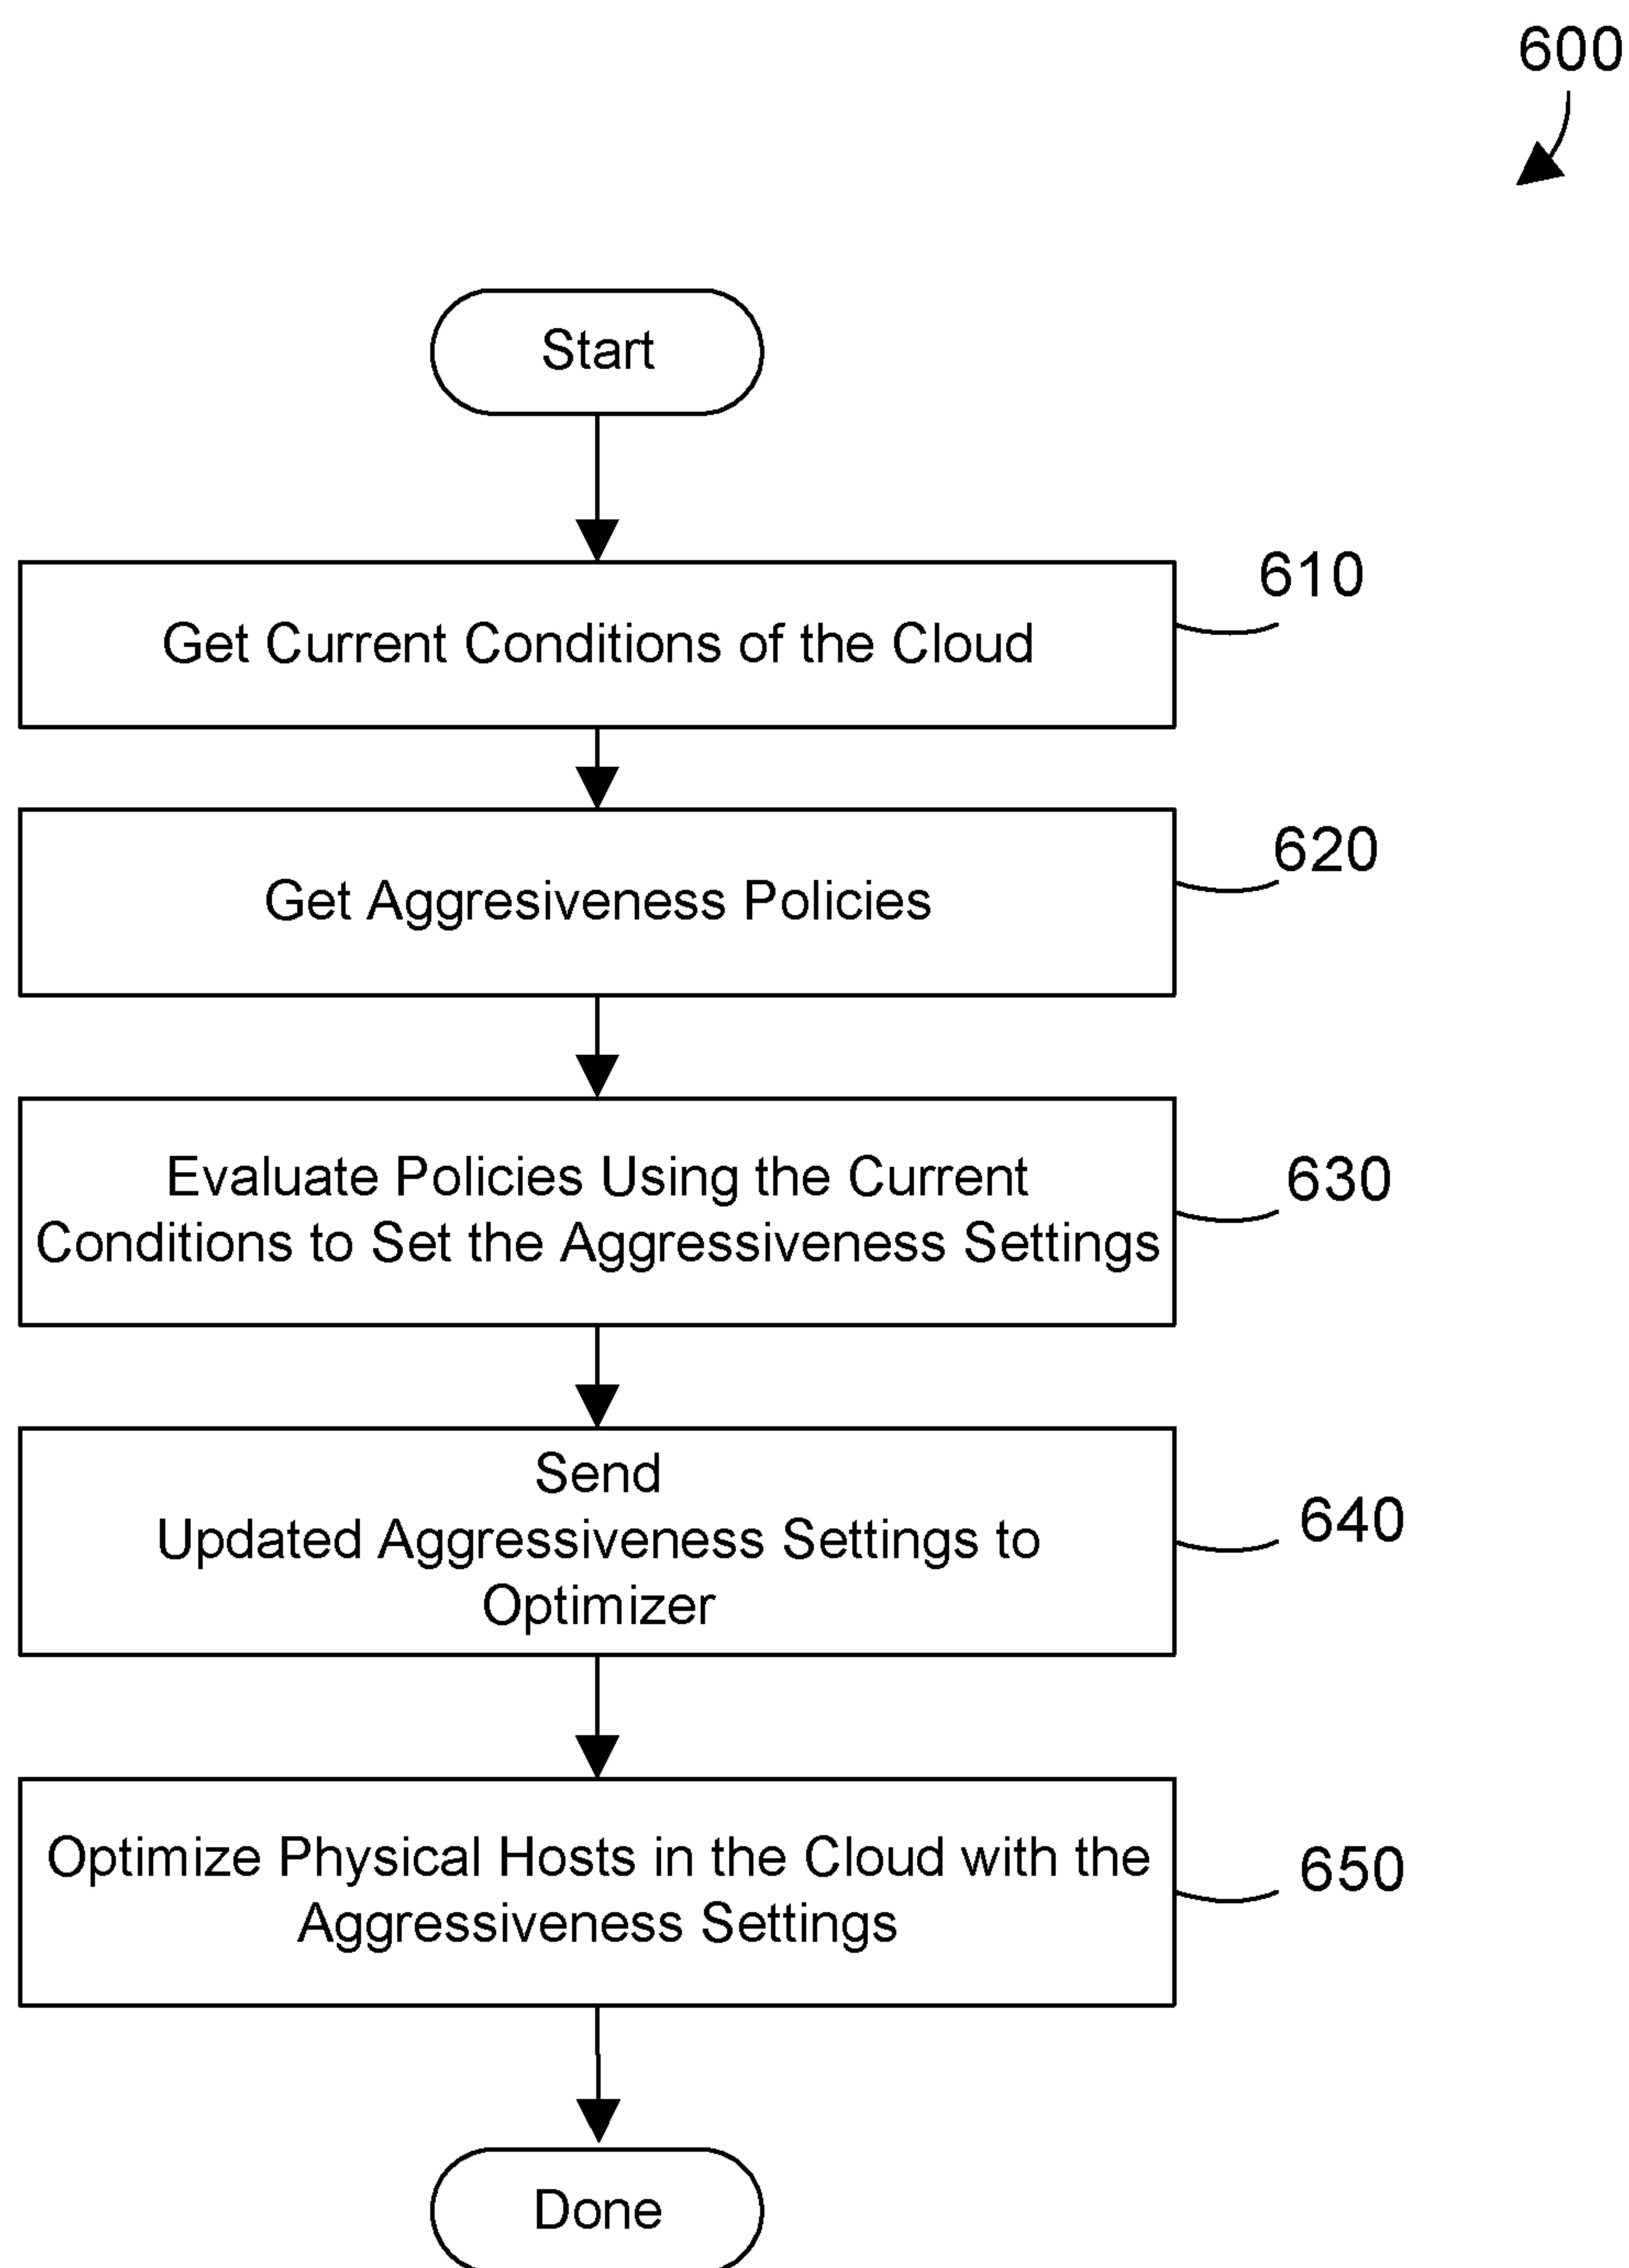 600
Start
Get Current Conditions of the Cloud
610
Get Aggresiveness Policies
620
Evaluate Policies Using the Current
Conditions to Set the Aggressiveness Settings
630
Send
Updated Aggressiveness Settings to
Optimizer
640
Optimize Physical Hosts in the Cloud with the
Aggressiveness Settings
650
Done